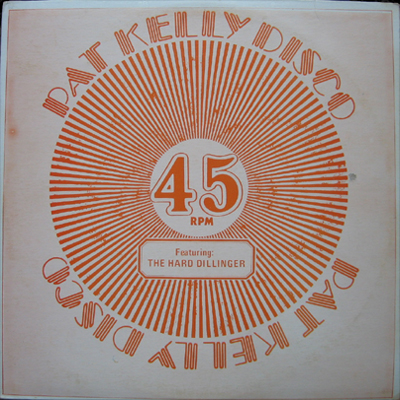 PAT KELLY DISCO
45
RPM
Featuring:
THE HARD DILLINGER
PAT KELLY DISCO